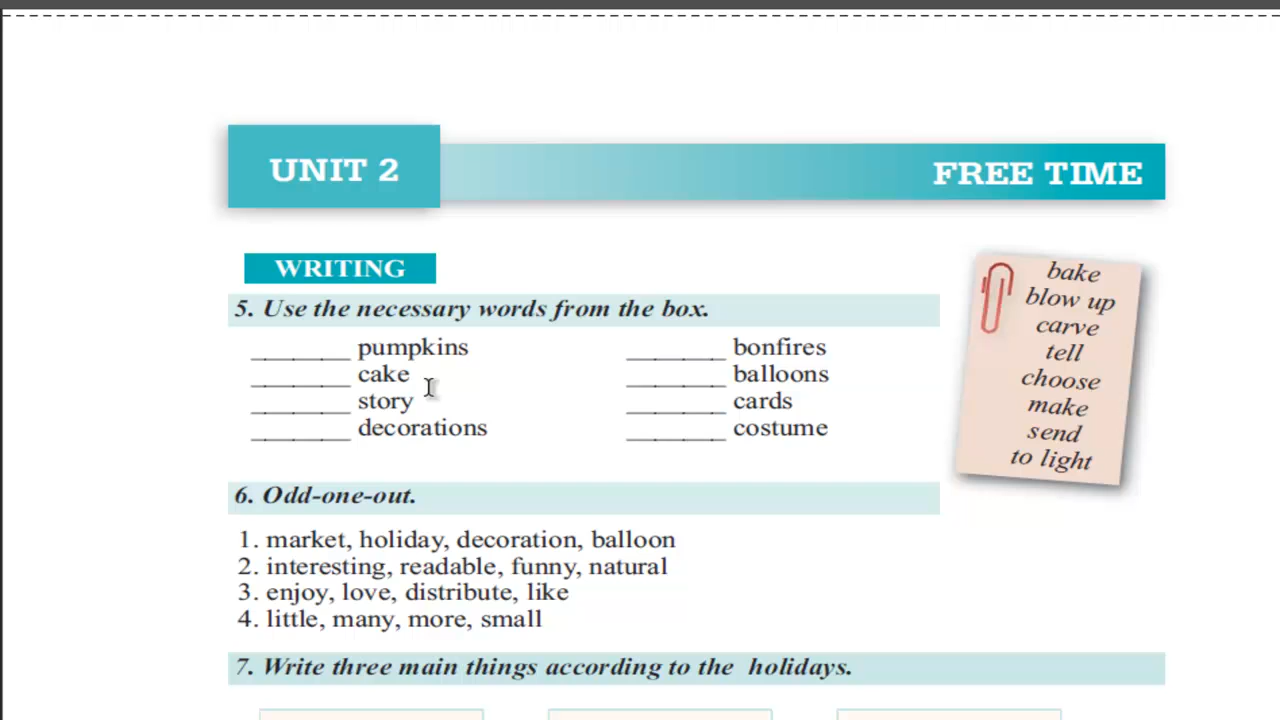 UNIT 2
FREE TIME
WRITING
5. Use the necessary words from the box.
________ pumpkins
________ cake
________ story
________ decorations
________ bonfires
________ balloons
________ cards
________ costume
bake
blow up
carve
tell
choose
make
send
to light
6. Odd-one-out.
1. market, holiday, decoration, balloon
2. interesting, readable, funny, natural
3. enjoy, love, distribute, like
4. little, many, more, small
7. Write three main things according to the holidays.